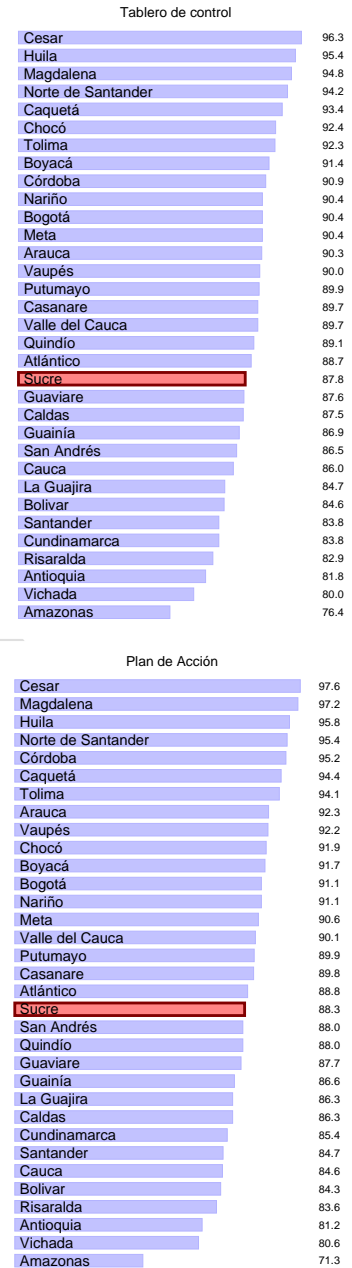 Tablero de control
Cesar 96.3
Huila 95.4
Magdalena 94.8
Norte de Santander 94.2
Caquetá 93.4
Chocó 92.4
Tolima 92.3
Boyacá 91.4
Córdoba 90.9
Nariño 90.4
Bogotá 90.4
Meta 90.4
Arauca 90.3
Vaupés 90.0
Putumayo 89.9
Casanare 89.7
Valle del Cauca 89.7
Quindío 89.1
Atlántico 88.7
Sucre 87.8
Guaviare 87.6
Caldas 87.5
Guainía 86.9
San Andrés 86.5
Cauca 86.0
La Guajira 84.7
Bolivar 84.6
Santander 83.8
Cundinamarca 83.8
Risaralda 82.9
Antioquia 81.8
Vichada 80.0
Amazonas 76.4
Plan de Acción
Cesar 97.6
Magdalena 97.2
Huila 95.8
Norte de Santander 95.4
Córdoba 95.2
Caquetá 94.4
Tolima 94.1
Arauca 92.3
Vaupés 92.2
Chocó 91.9
Boyacá 91.7
Bogotá 91.1
Nariño 91.1
Meta 90.6
Valle del Cauca 90.1
Putumayo 89.9
Casanare 89.8
Atlántico 88.8
Sucre 88.3
San Andrés 88.0
Quindío 88.0
Guaviare 87.7
Guainía 86.6
La Guajira 86.3
Caldas 86.3
Cundinamarca 85.4
Santander 84.7
Cauca 84.6
Bolivar 84.3
Risaralda 83.6
Antioquia 81.2
Vichada 80.6
Amazonas 71.3